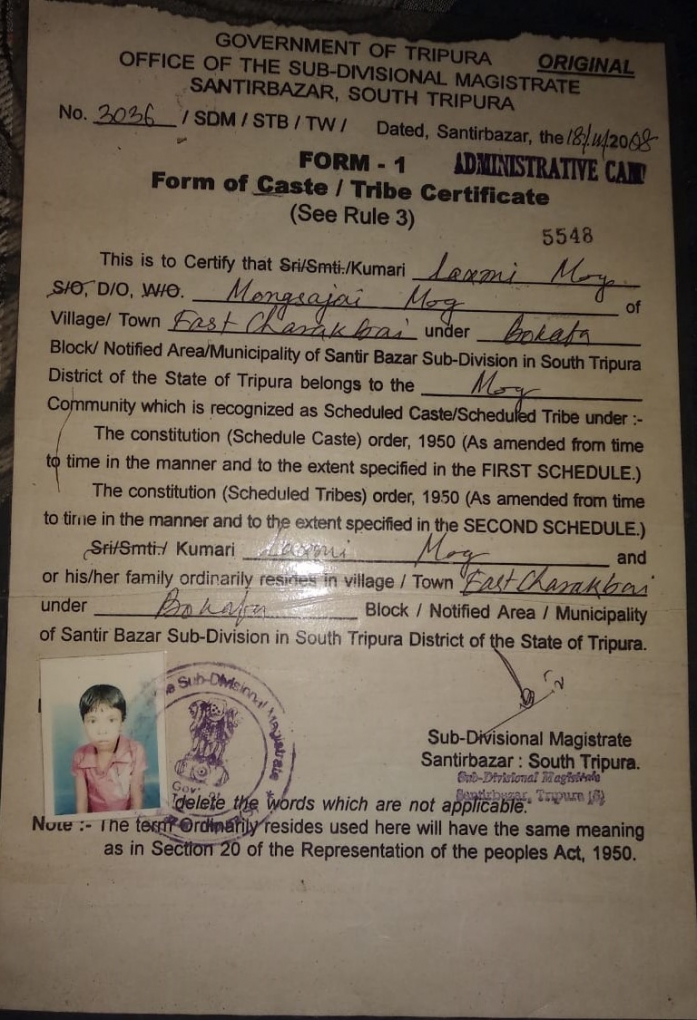 GOVERNMENT OF TRIPURA ORIGINAL
OFFICE OF THE SUB-DIVISIONAL MAGISTRATE
SANTIRBAZAR, SOUTH TRIPURA
No. 3036 / SDM / STB / TW / Dated, Santirbazar, the 18/11/2008
FORM - 1 ADMINISTRATIVE CAMP
Form of Caste / Tribe Certificate
(See Rule 3)
5548
This is to Certify that Sri/Smti./Kumari Laxmi Mog
S/O, D/O, W/O. Mongsajai Mog of
Village/ Town East Charakbai under Bokafa
Block/ Notified Area/Municipality of Santir Bazar Sub-Division in South Tripura
District of the State of Tripura belongs to the Mog
Community which is recognized as Scheduled Caste/Scheduled Tribe under :-
The constitution (Schedule Caste) order, 1950 (As amended from time
to time in the manner and to the extent specified in the FIRST SCHEDULE.)
The constitution (Scheduled Tribes) order, 1950 (As amended from time
to time in the manner and to the extent specified in the SECOND SCHEDULE.)
Sri/Smti./ Kumari Laxmi Mog and
or his/her family ordinarily resides in village / Town East Charakbai
under Bokafa Block / Notified Area / Municipality
of Santir Bazar Sub-Division in South Tripura District of the State of Tripura.
the Sub-Divisional Magistrate
Sub-Divisional Magistrate
Santirbazar : South Tripura.
Sub-Divisional Magistrate
Santirbazar, Tripura (S)
Gov
delete the words which are not applicable.
Note :- The term Ordinarily resides used here will have the same meaning
as in Section 20 of the Representation of the peoples Act, 1950.